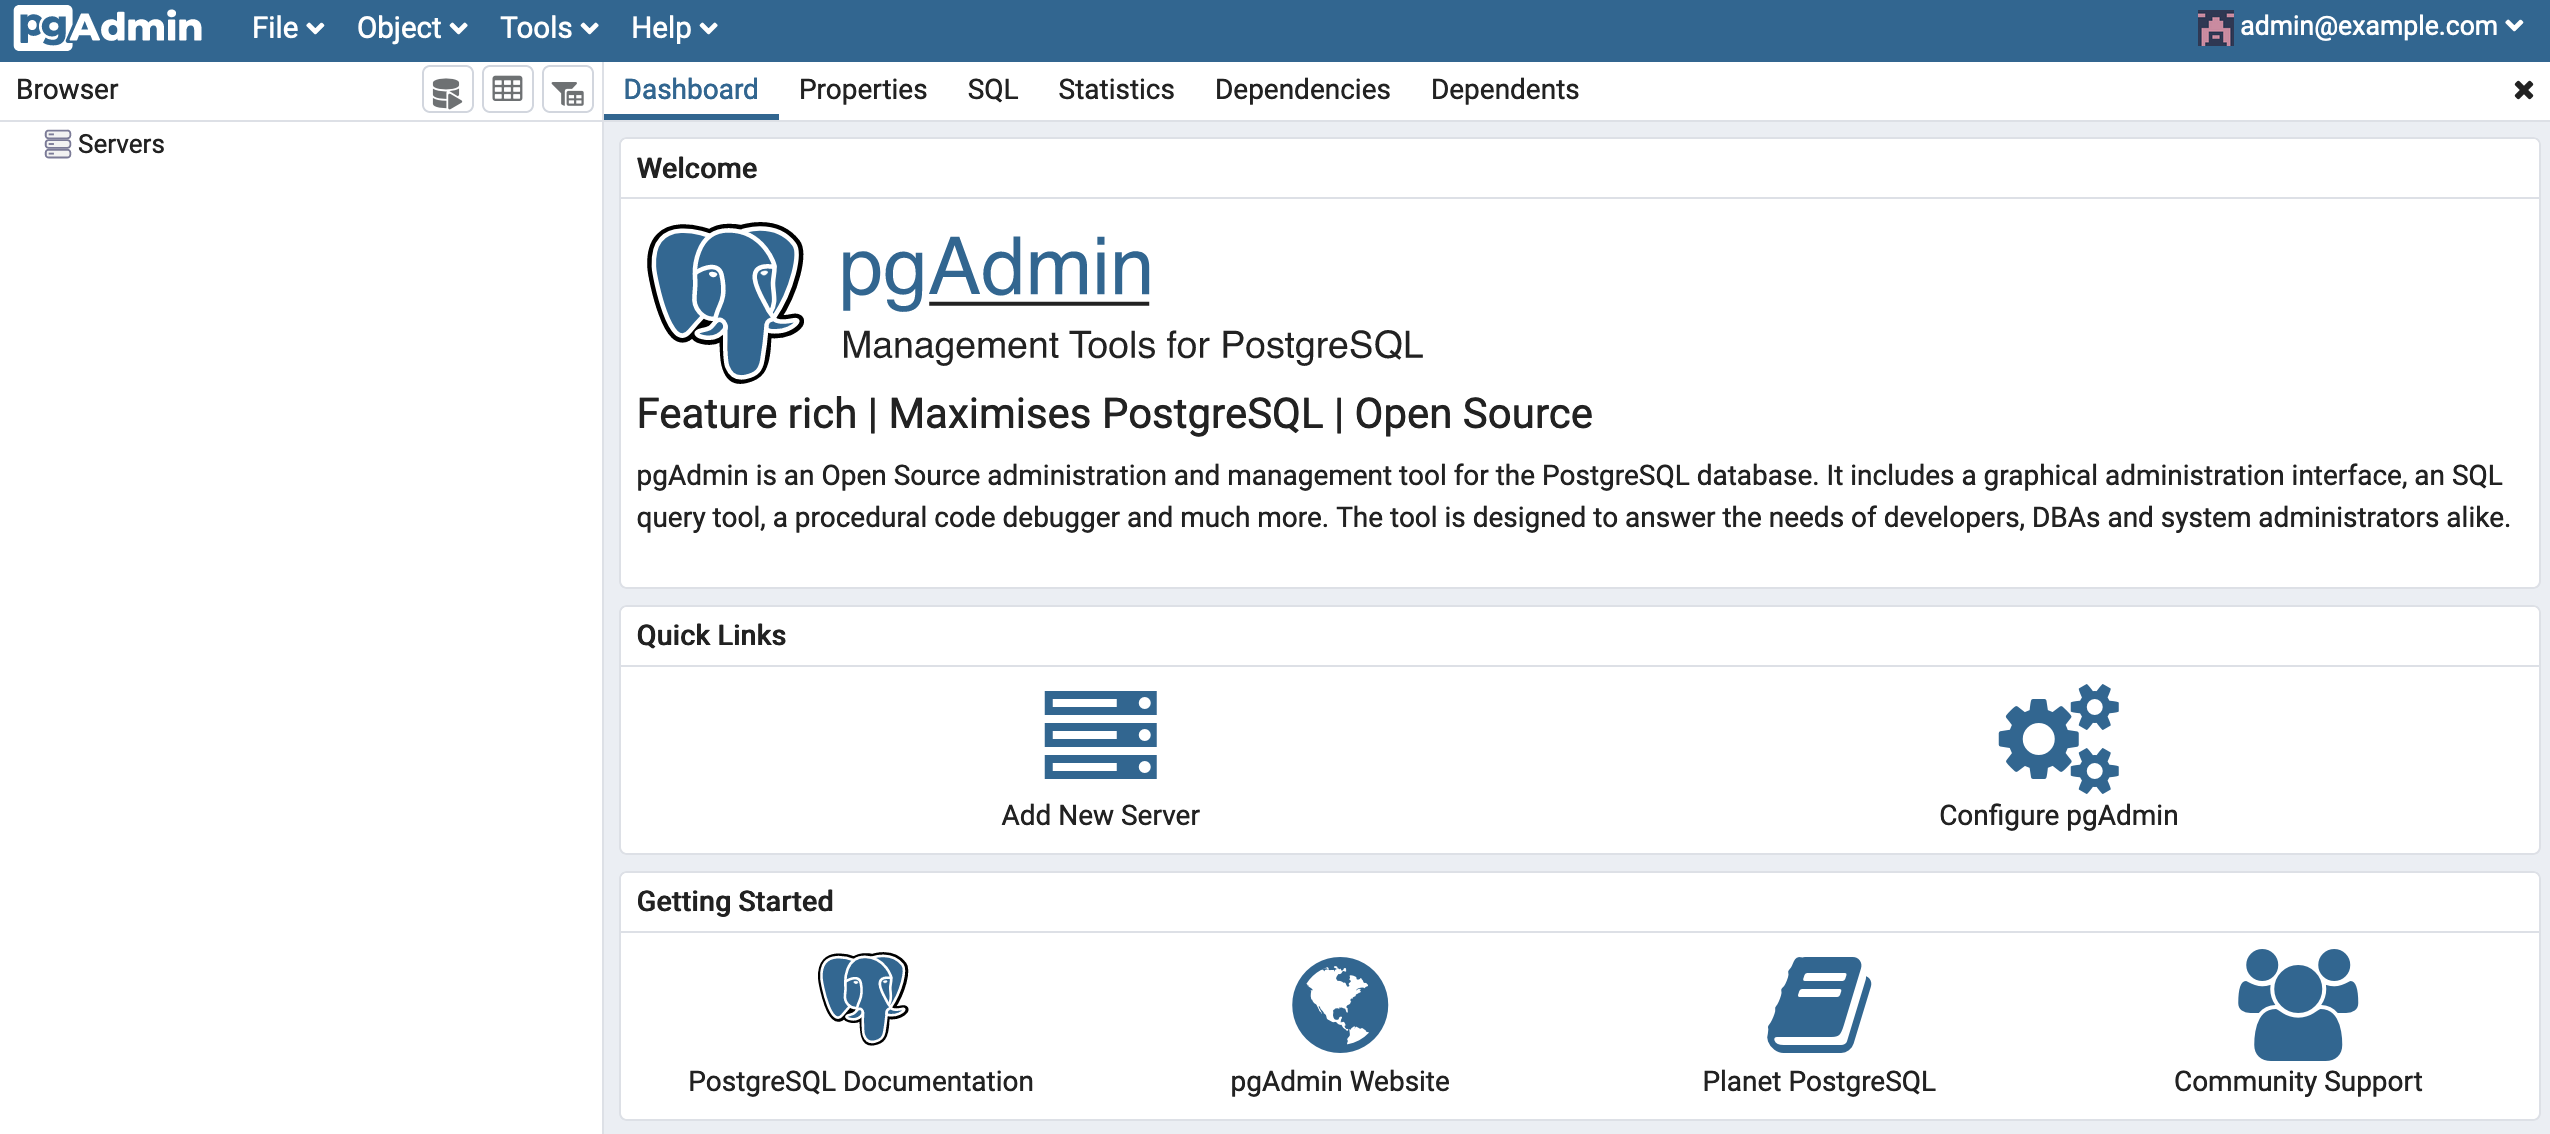 pgAdmin File Object Tools Help admin@example.com
Browser
Dashboard Properties SQL Statistics Dependencies Dependents
Servers
Welcome
pgAdmin
Management Tools for PostgreSQL
Feature rich | Maximises PostgreSQL | Open Source
pgAdmin is an Open Source administration and management tool for the PostgreSQL database. It includes a graphical administration interface, an SQL
query tool, a procedural code debugger and much more. The tool is designed to answer the needs of developers, DBAs and system administrators alike.
Quick Links
Add New Server
Configure pgAdmin
Getting Started
PostgreSQL Documentation
pgAdmin Website
Planet PostgreSQL
Community Support